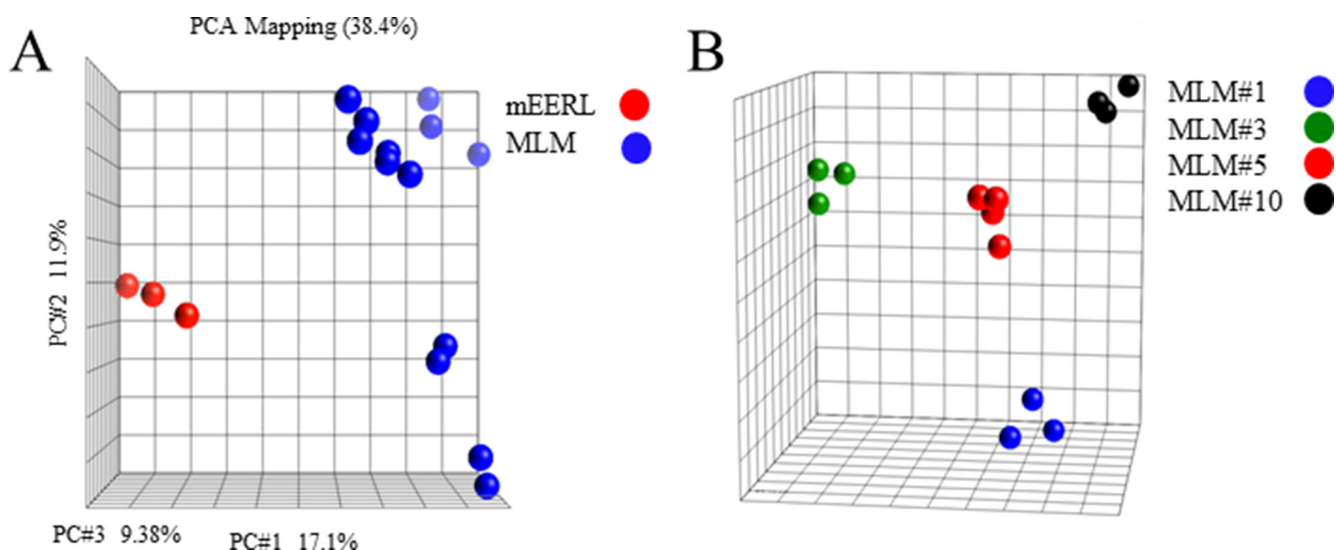 A
PCA Mapping (38.4%)
mEERL
MLM
PC#2 11.9%
PC#3 9.38%
PC#1 17.1%
B
MLM#1
MLM#3
MLM#5
MLM#10